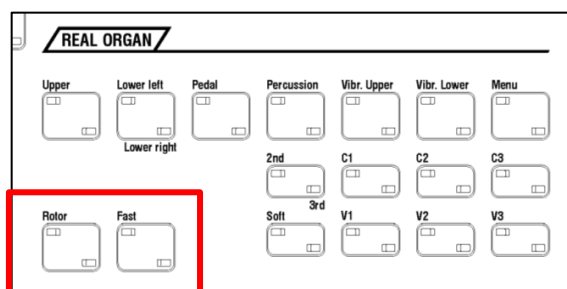 REAL ORGAN
Upper Lower left Pedal Percussion Vibr. Upper Vibr. Lower Menu
Lower right
2nd C1 C2 C3
3rd
Rotor Fast Soft V1 V2 V3